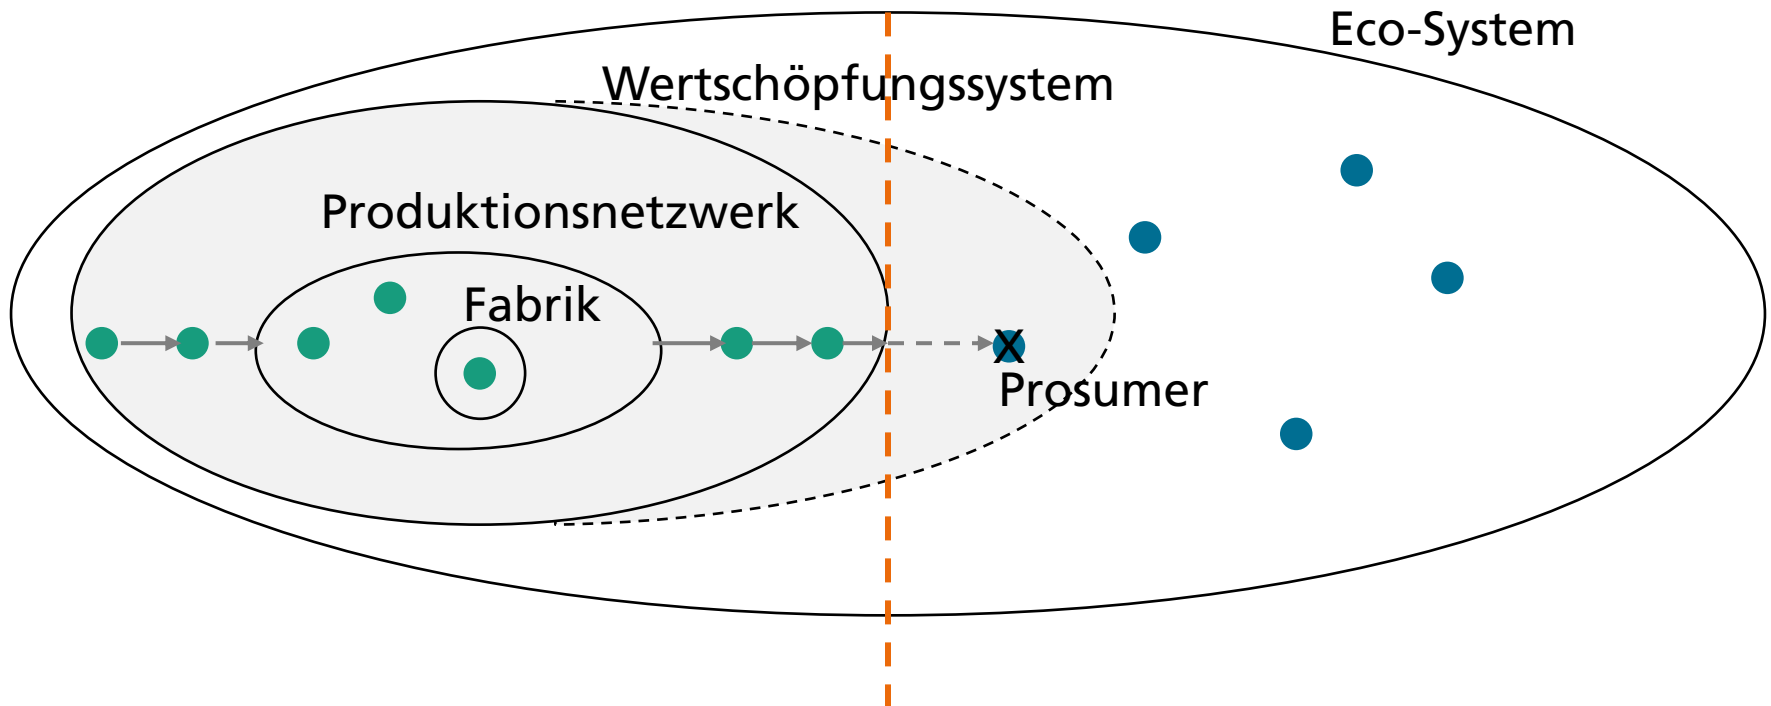 Eco-System
Wertschöpfungssystem
Produktionsnetzwerk
Fabrik
X
Prosumer